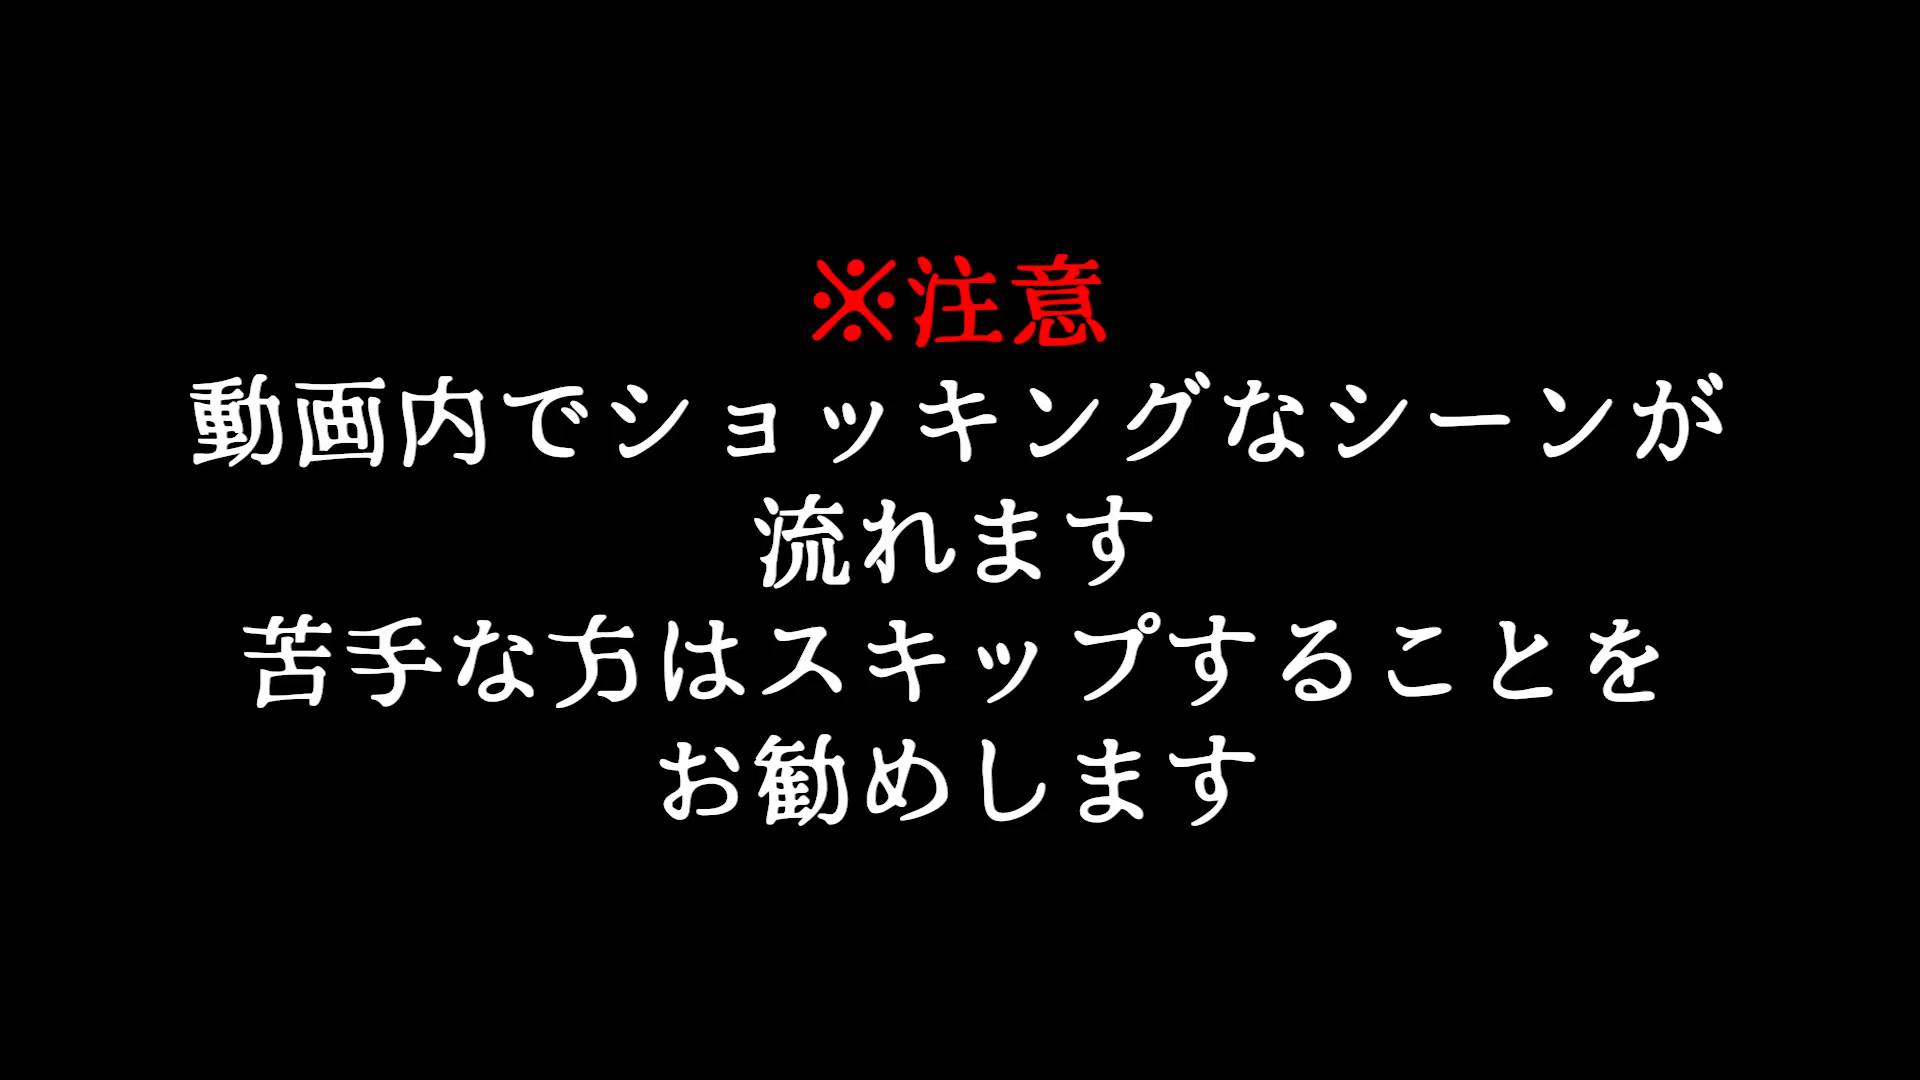 ※注意
動画内でショッキングなシーンが
流れます
苦手な方はスキップすることを
お勧めします